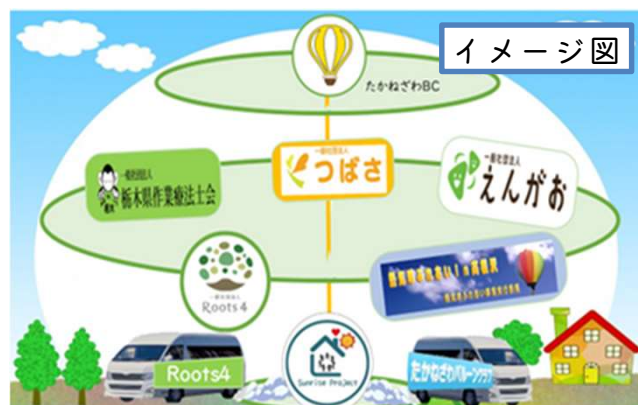 イメージ図
たかねざわBC
一般社団法人
栃木県作業療法士会
一般社団法人
つばさ
一般社団法人
えんがお
一般社団法人
Roots 4
Roots4
Sunrise Project
たかねざわバルーンクラブ